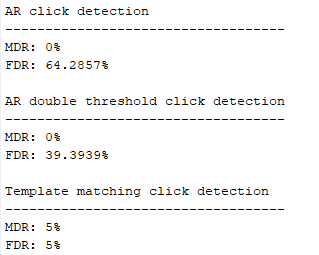 AR click detection
-----------------------------------
MDR: 0%
FDR: 64.2857%
AR double threshold click detection
-----------------------------------
MDR: 0%
FDR: 39.3939%
Template matching click detection
-----------------------------------
MDR: 5%
FDR: 5%